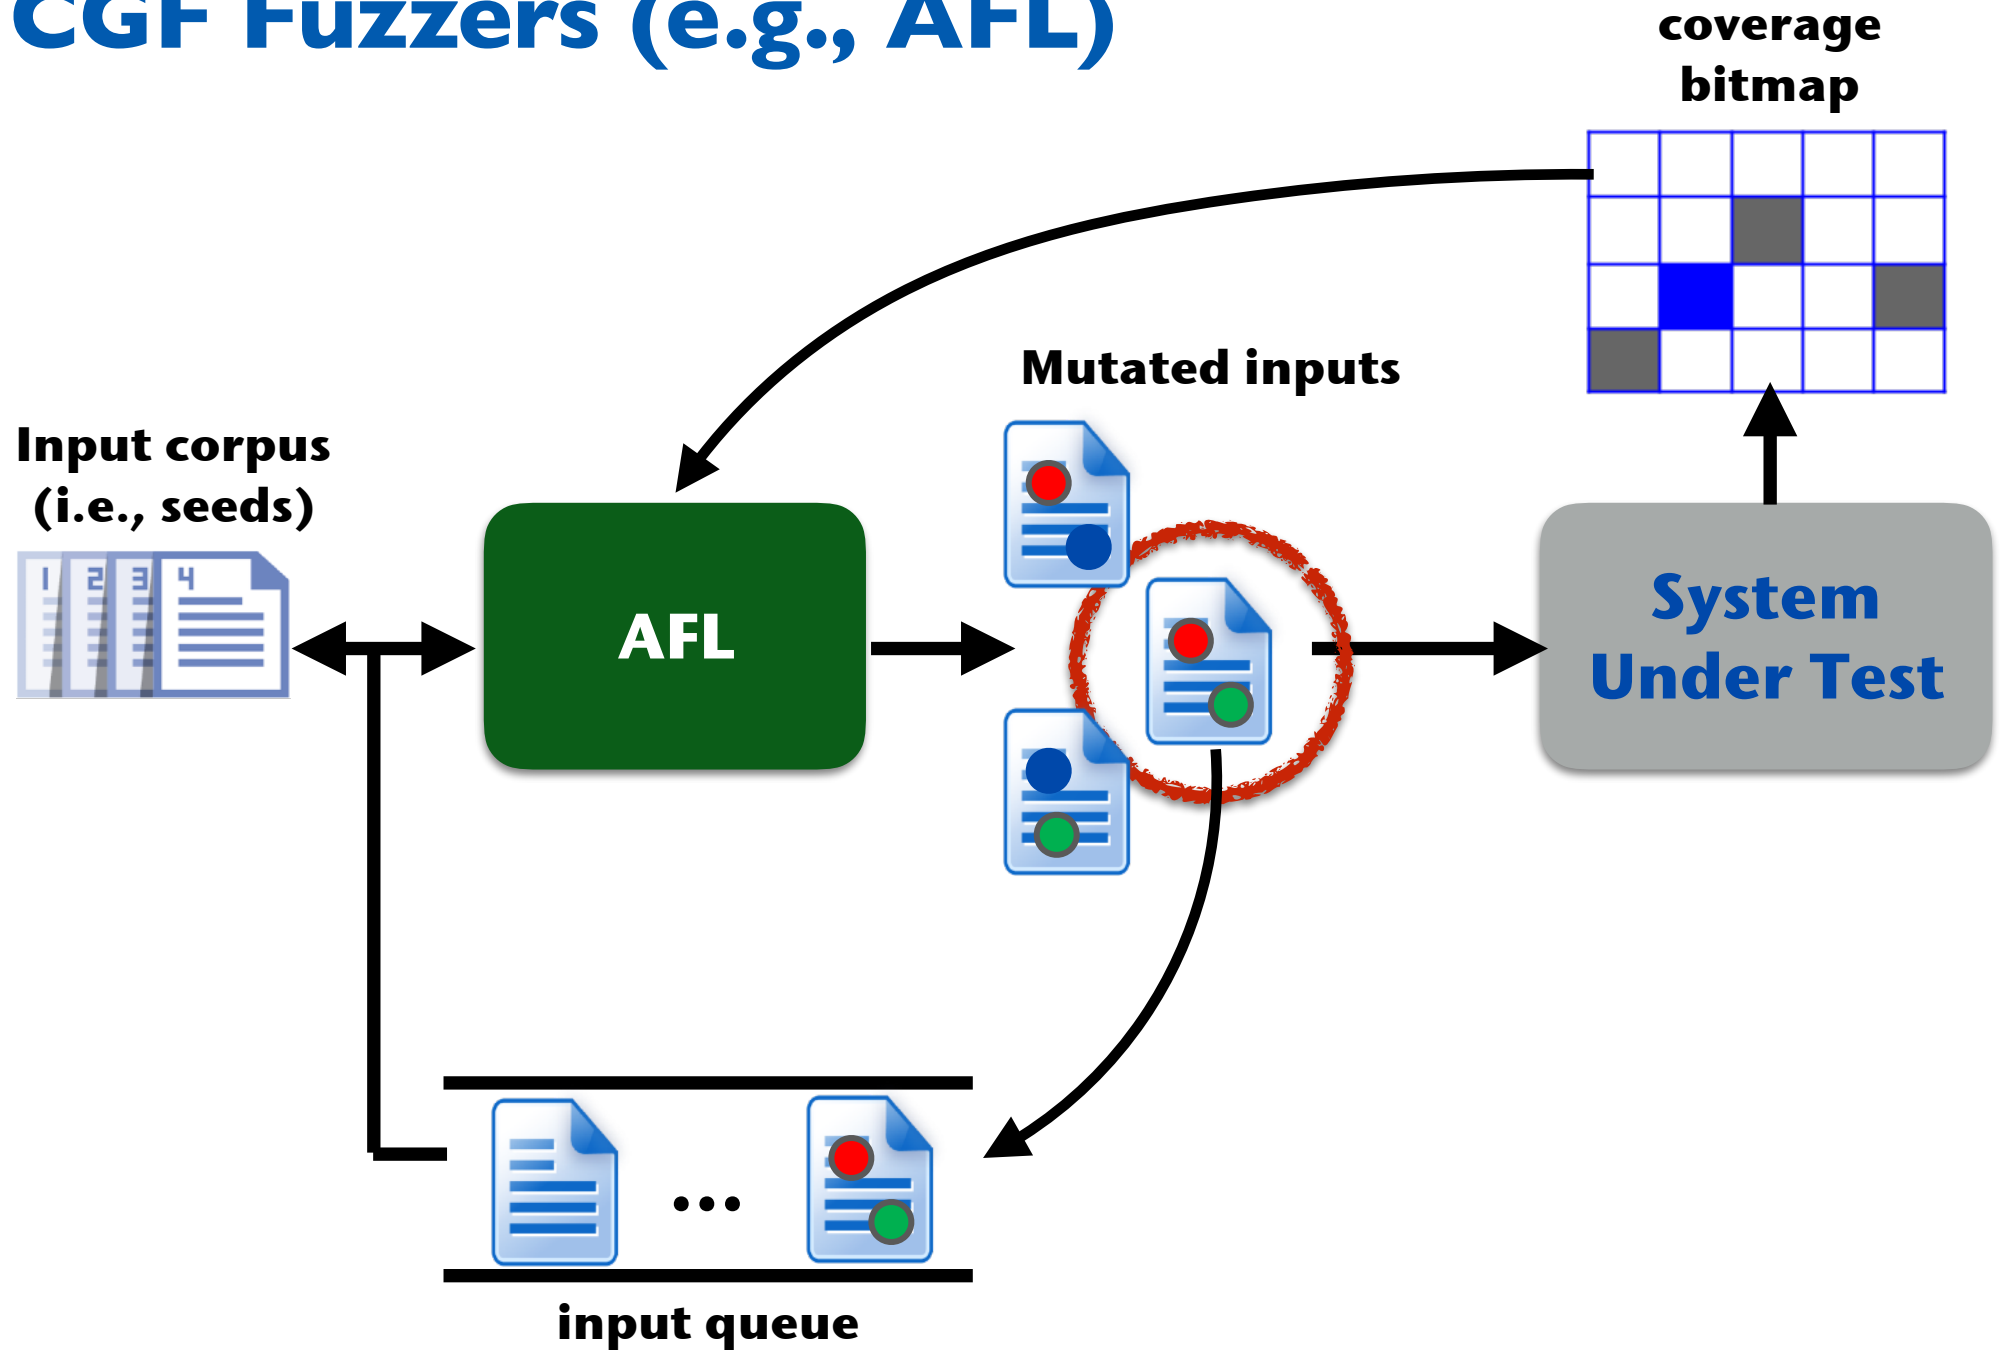 CGF Fuzzers (e.g., AFL)
coverage
bitmap
Mutated inputs
Input corpus
(i.e., seeds)
1 2 3 4
AFL
System
Under Test
...
input queue